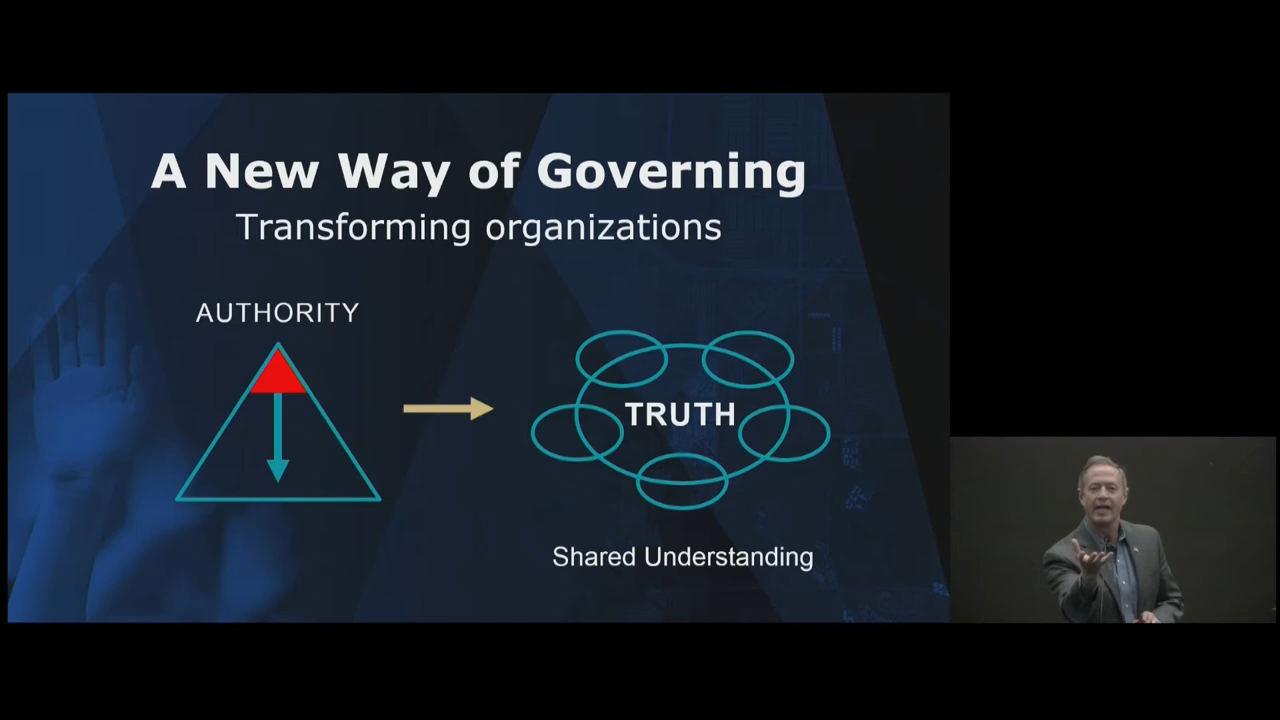 A New Way of Governing
Transforming organizations
AUTHORITY
TRUTH
Shared Understanding